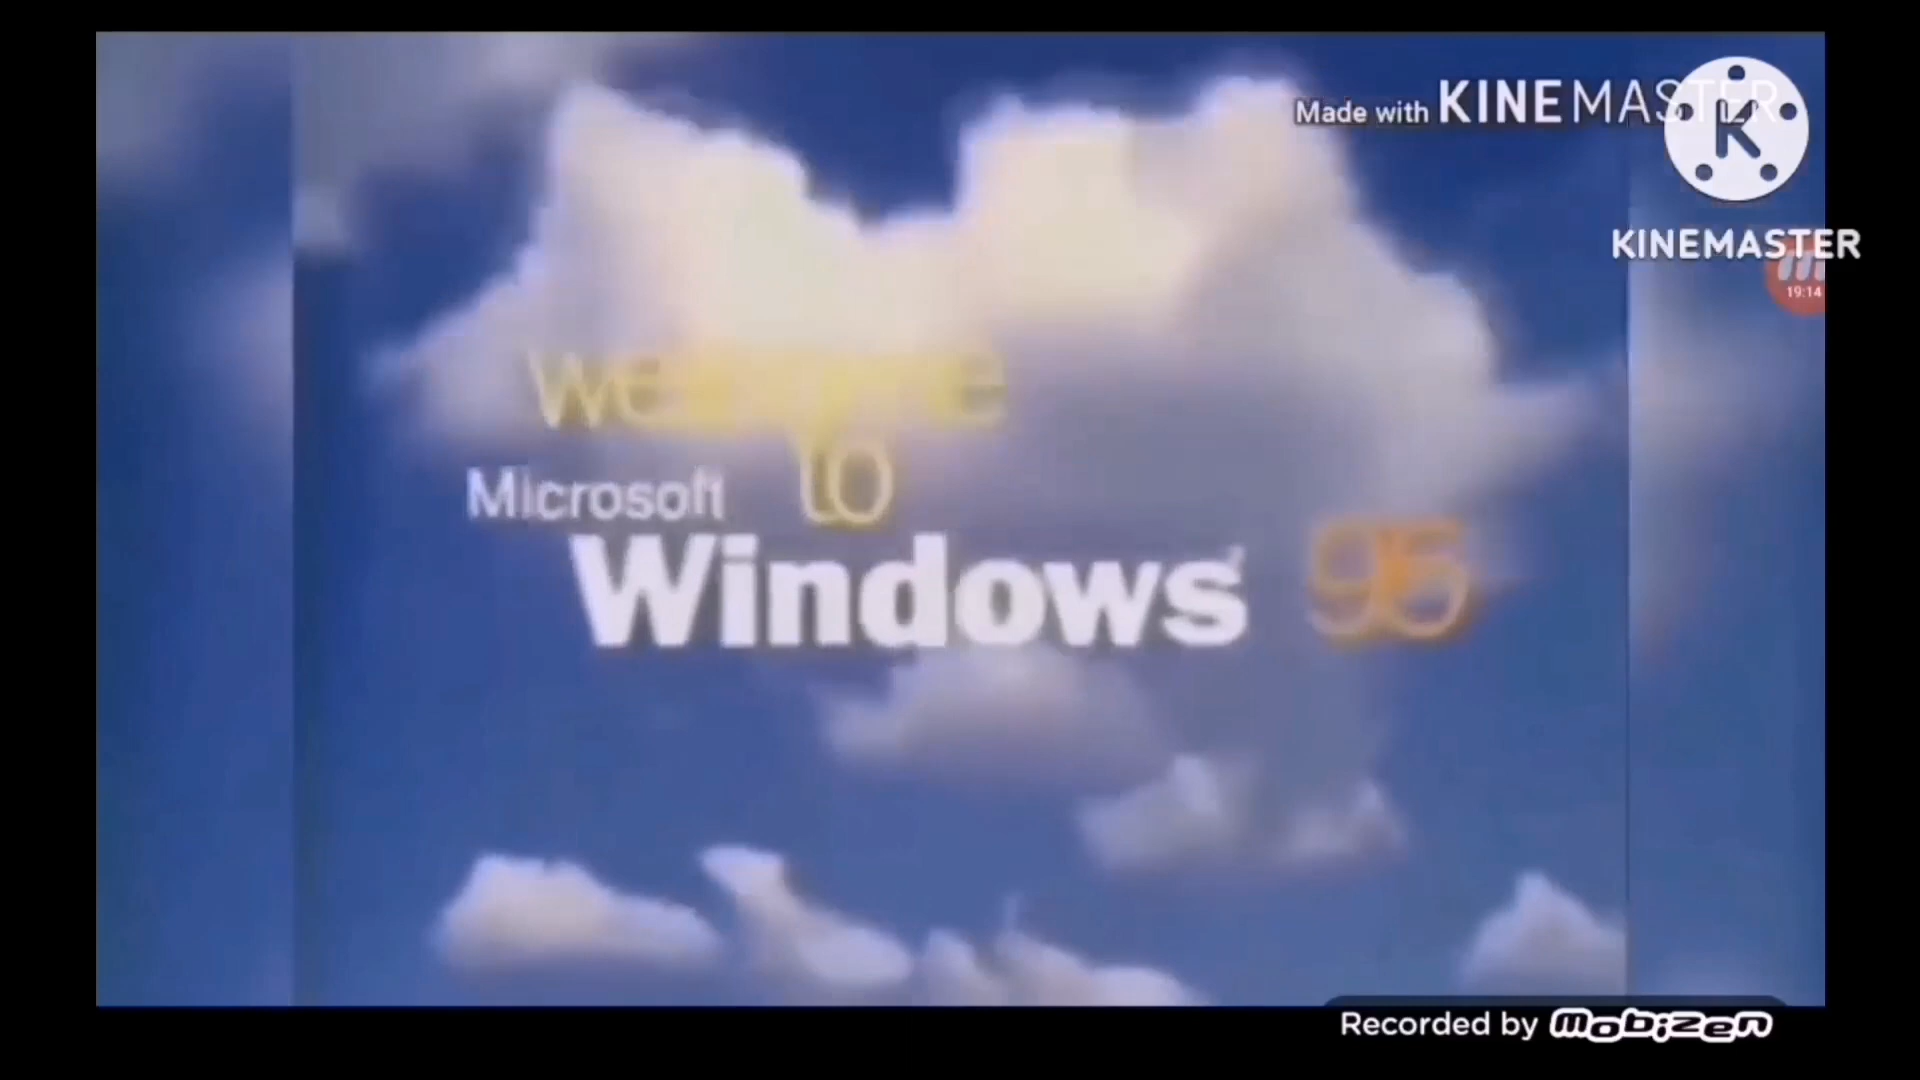 Made with KINEMASTER
K
KINEMASTER
19:14
welcome
to
Microsoft
Windows 95
Recorded by mobizen